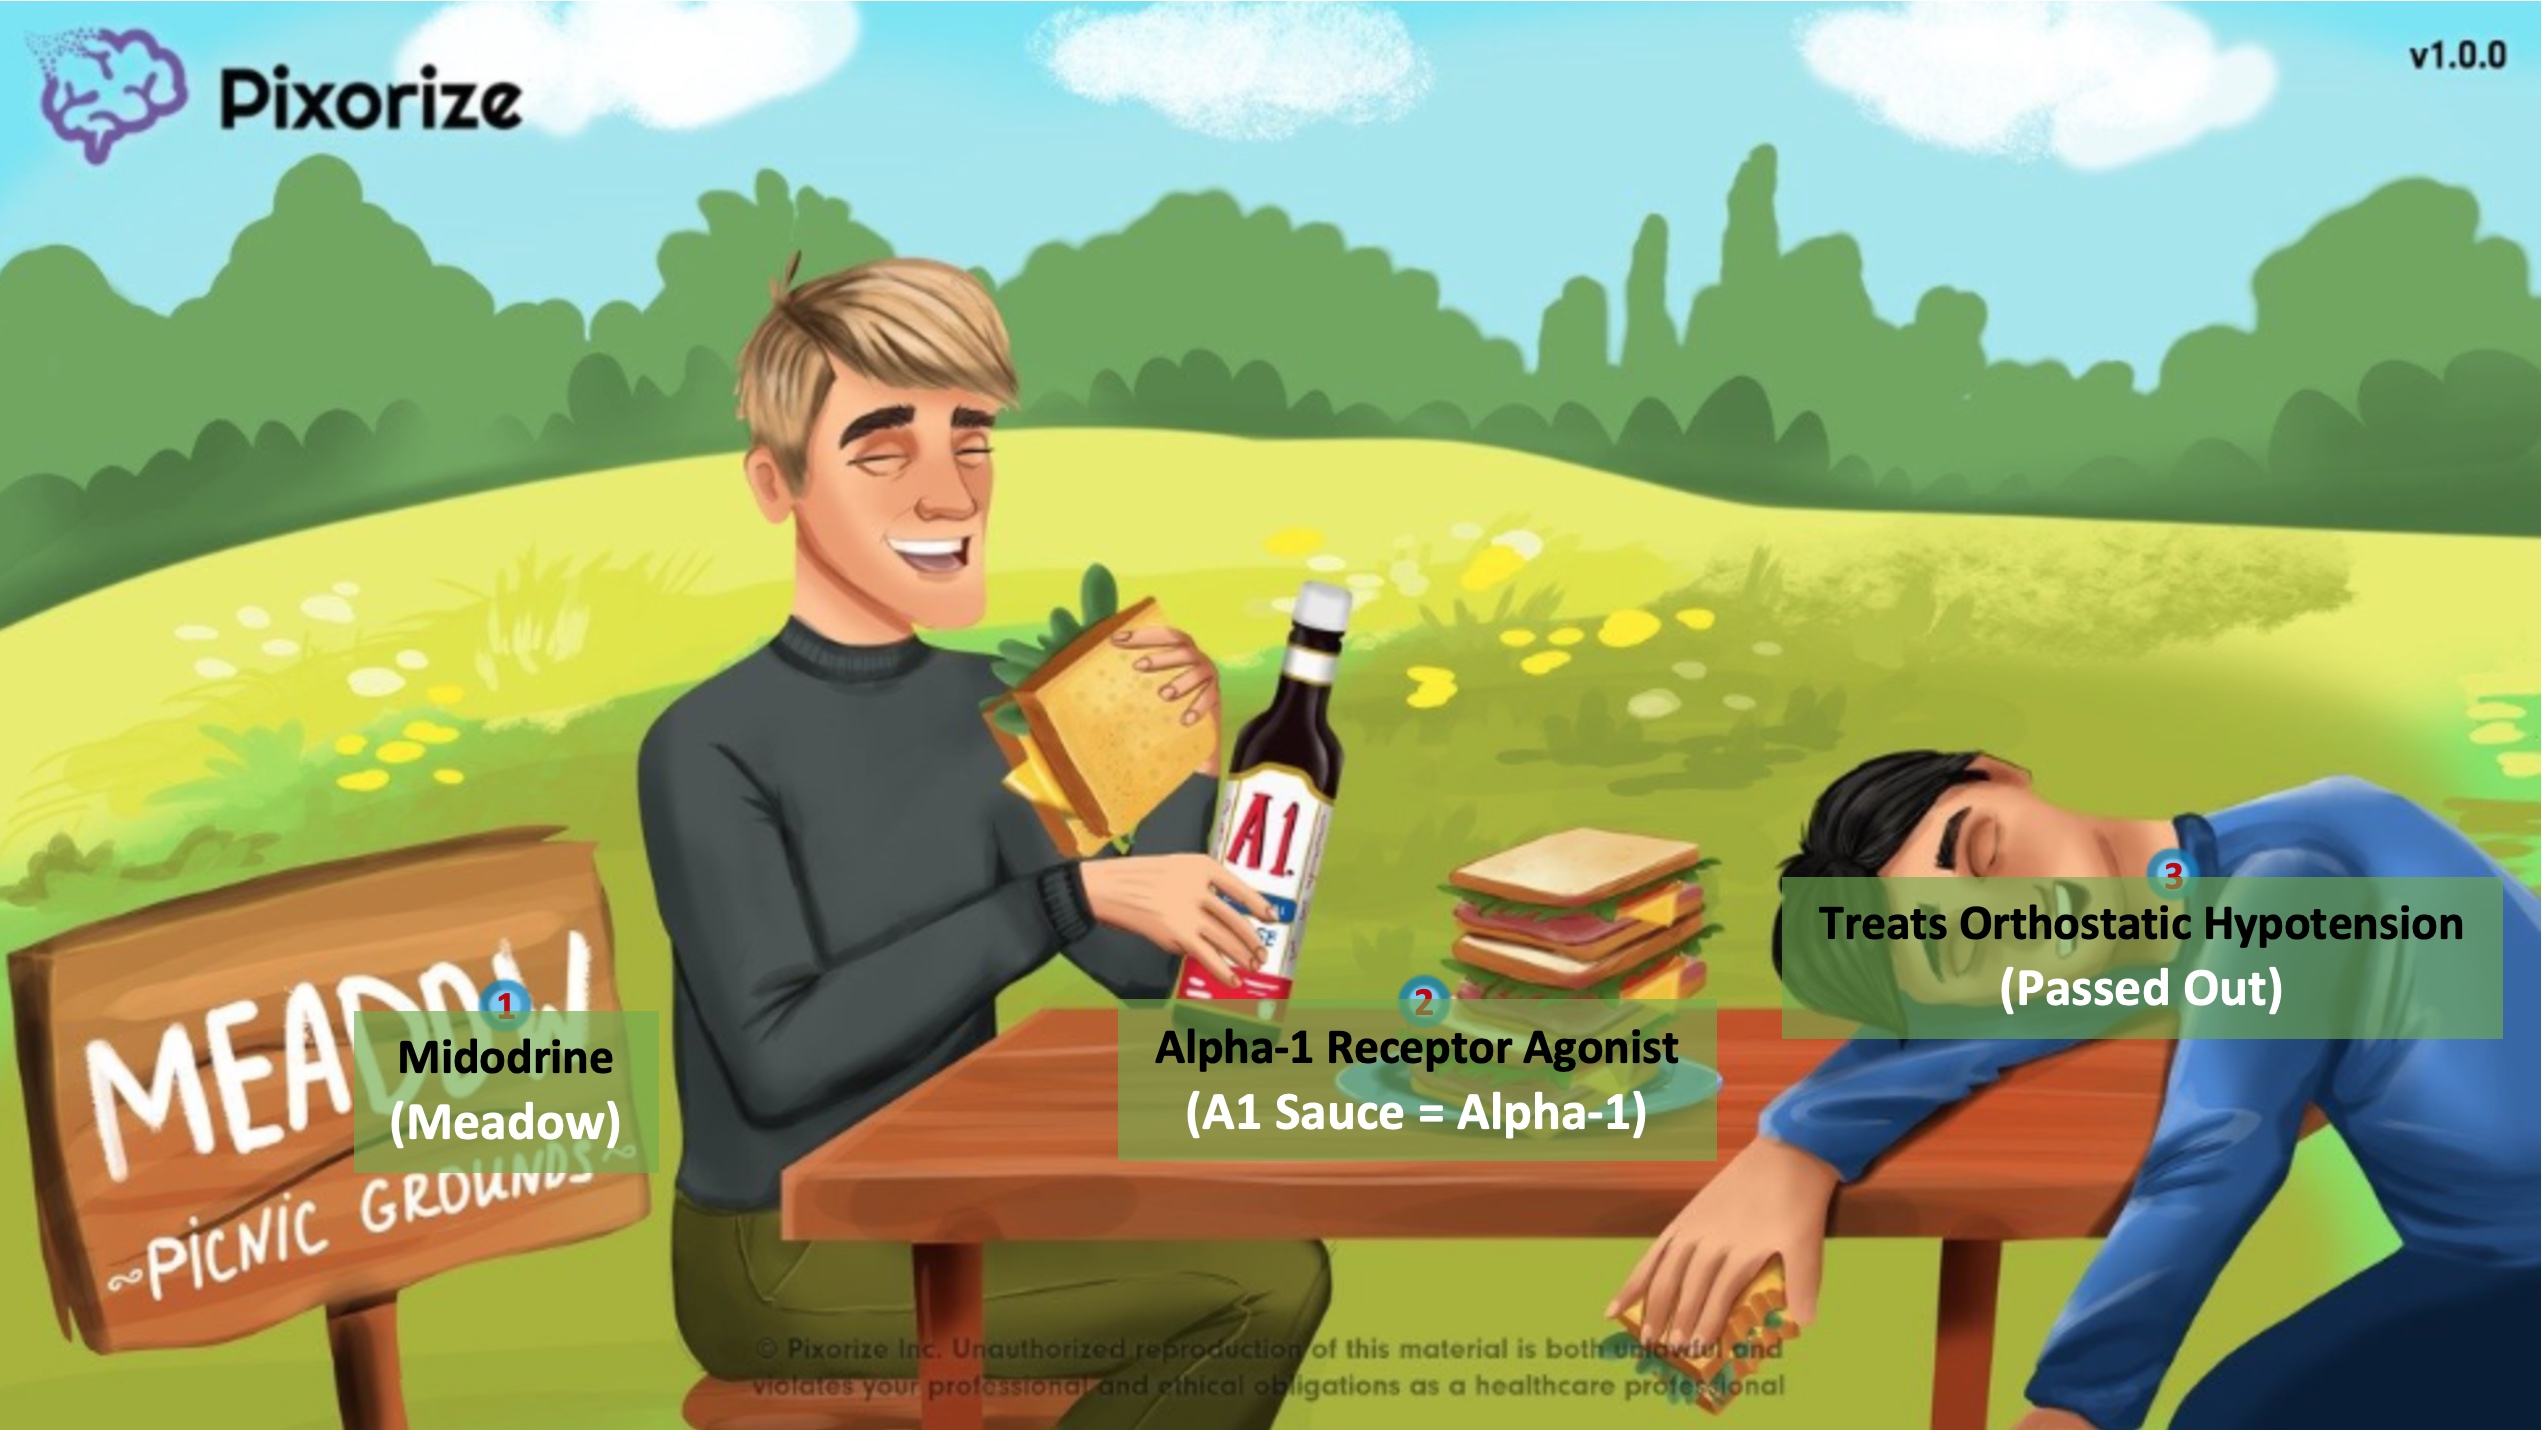 Pixorize
v1.0.0
A1.
3
Treats Orthostatic Hypotension
(Passed Out)
MEADOW
1
Midodrine
(Meadow)
2
Alpha-1 Receptor Agonist
(A1 Sauce = Alpha-1)
~PICNIC GROUNDS~
© Pixorize Inc. Unauthorized reproduction of this material is both unlawful and
violates your professional and ethical obligations as a healthcare professional